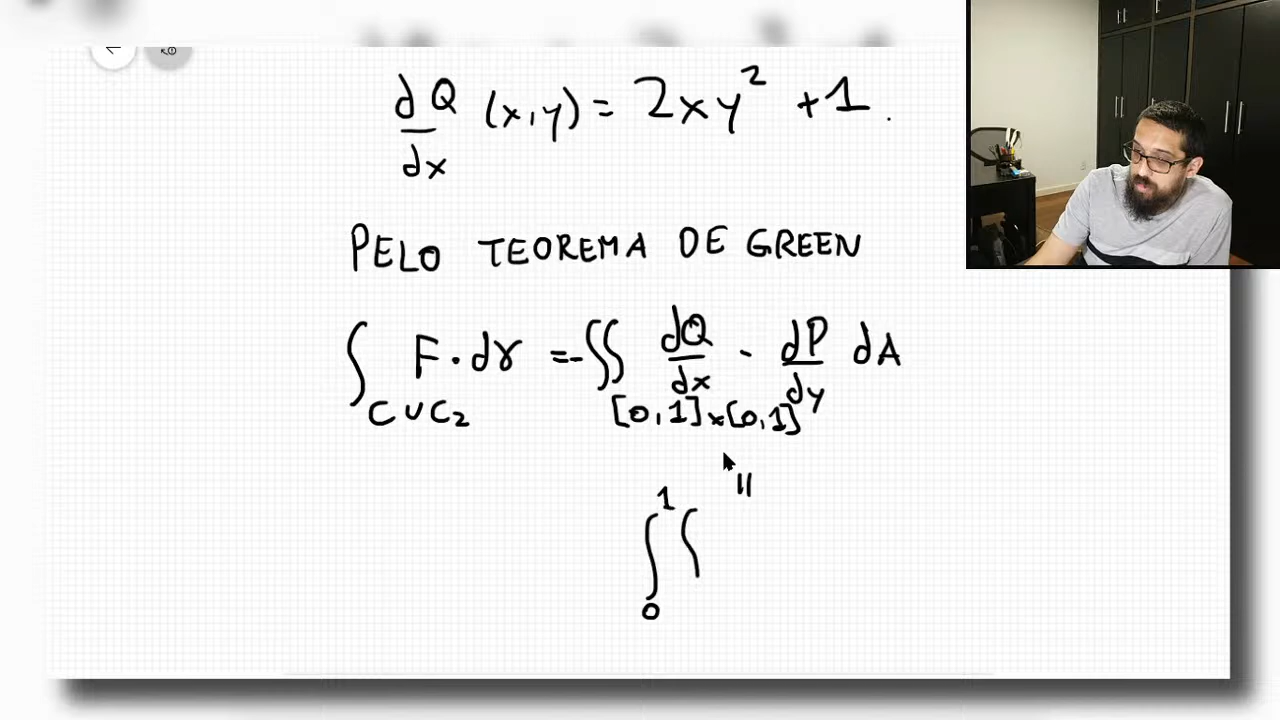 dQ/dx (x,y) = 2xy² + 1.
PELO TEOREMA DE GREEN
∫_{C∪C₂} F·dγ = -∬_{[0,1]×[0,1]} dQ/dx - dP/dy dA
||
∫₀¹ ∫